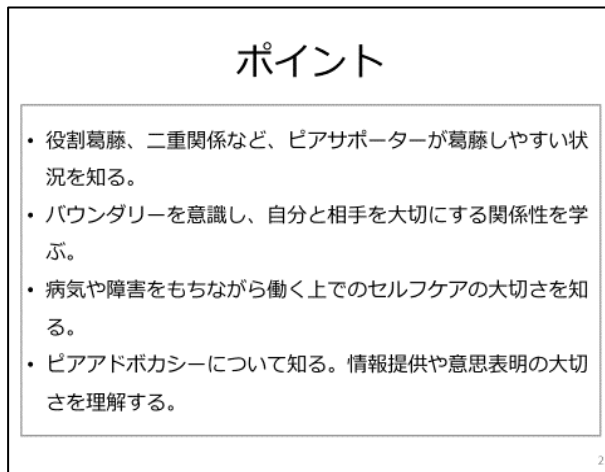 ポイント
• 役割葛藤、二重関係など、ピアサポーターが葛藤しやすい状
況を知る。
• バウンダリーを意識し、自分と相手を大切にする関係性を学
ぶ。
• 病気や障害をもちながら働く上でのセルフケアの大切さを知
る。
• ピアアドボカシーについて知る。情報提供や意思表明の大切
さを理解する。
2